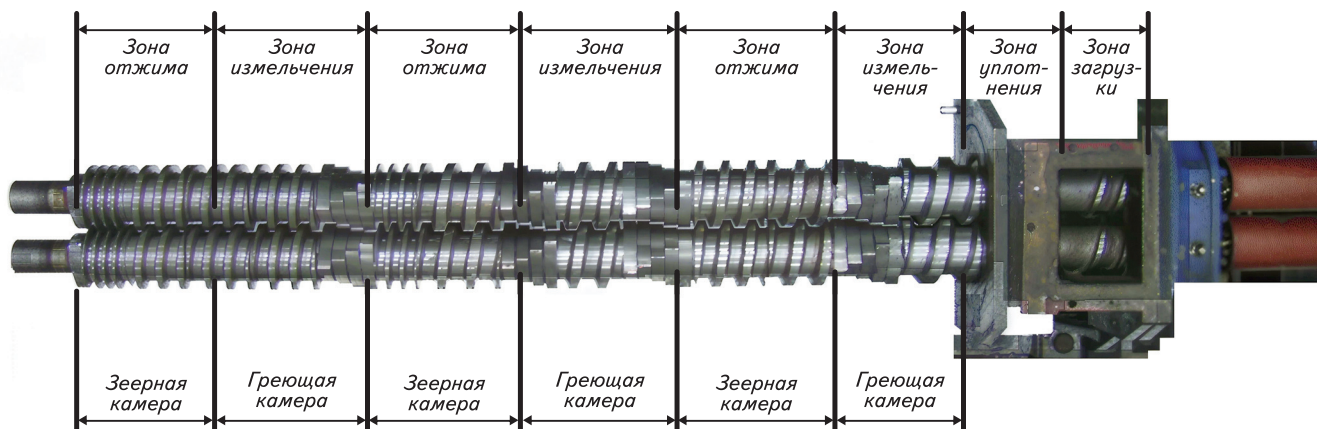 Зона
отжима
Зона
измельчения
Зона
отжима
Зона
измельчения
Зона
отжима
Зона
измель-
чения
Зона
уплот-
нения
Зона
загруз-
ки
Зеерная
камера
Греющая
камера
Зеерная
камера
Греющая
камера
Зеерная
камера
Греющая
камера